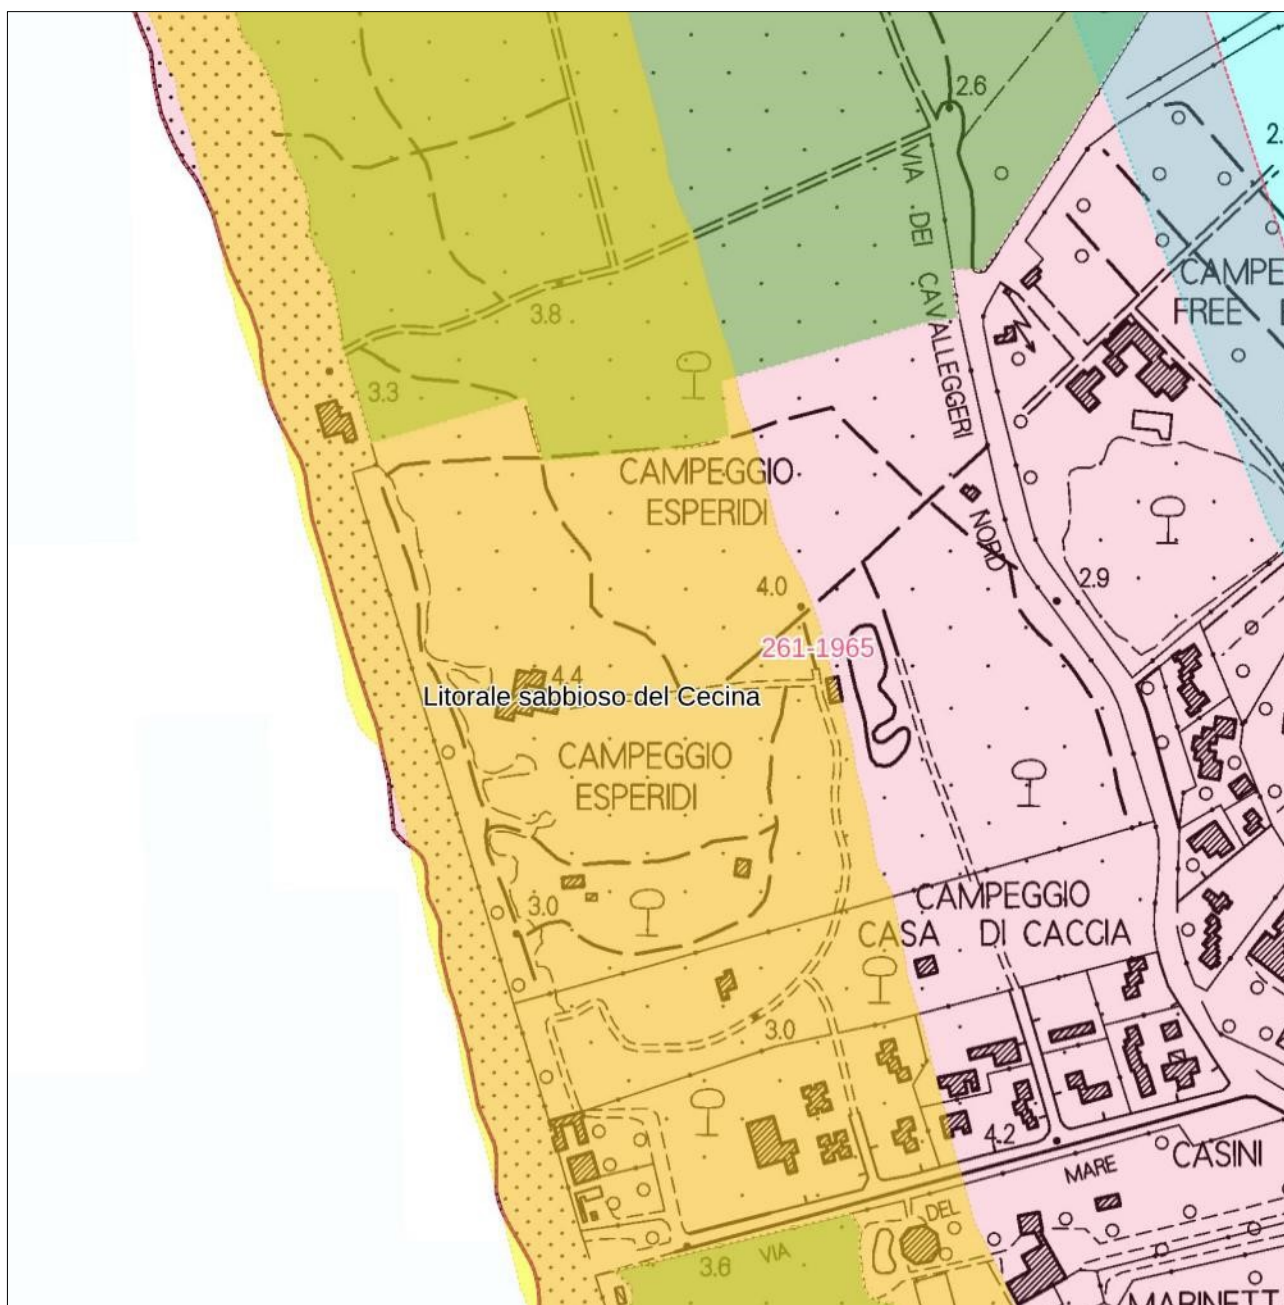 2.6
2.
VIA DEI CAVALLEGGERI NORD
CAMPE
FREE
3.8
3.3
CAMPEGGIO
ESPERIDI
2.9
4.0
261-1965
4.4
Litorale sabbioso del Cecina
CAMPEGGIO
ESPERIDI
CAMPEGGIO
CASA DI CACCIA
3.0
3.0
4.2
CASINI
VIA DEL MARE
3.6
MARINETT